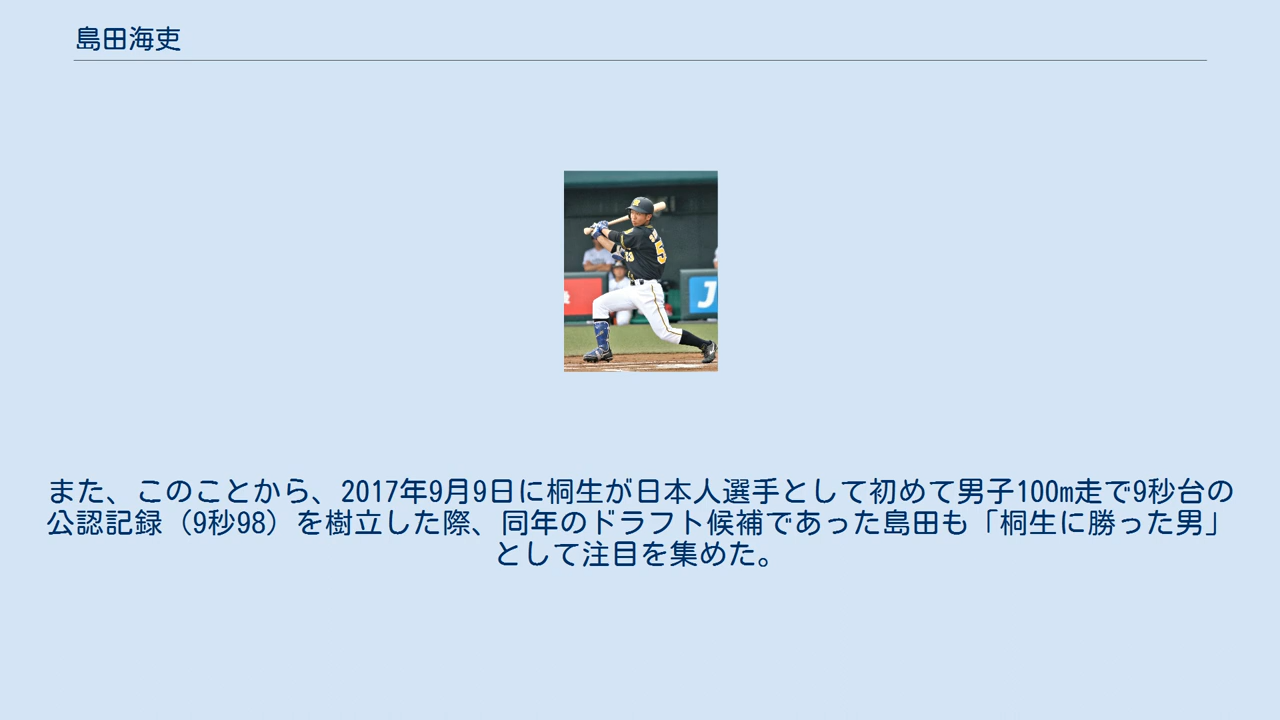 島田海吏
5
J
また、このことから、2017年9月9日に桐生が日本人選手として初めて男子100m走で9秒台の
公認記録（9秒98）を樹立した際、同年のドラフト候補であった島田も「桐生に勝った男」
として注目を集めた。